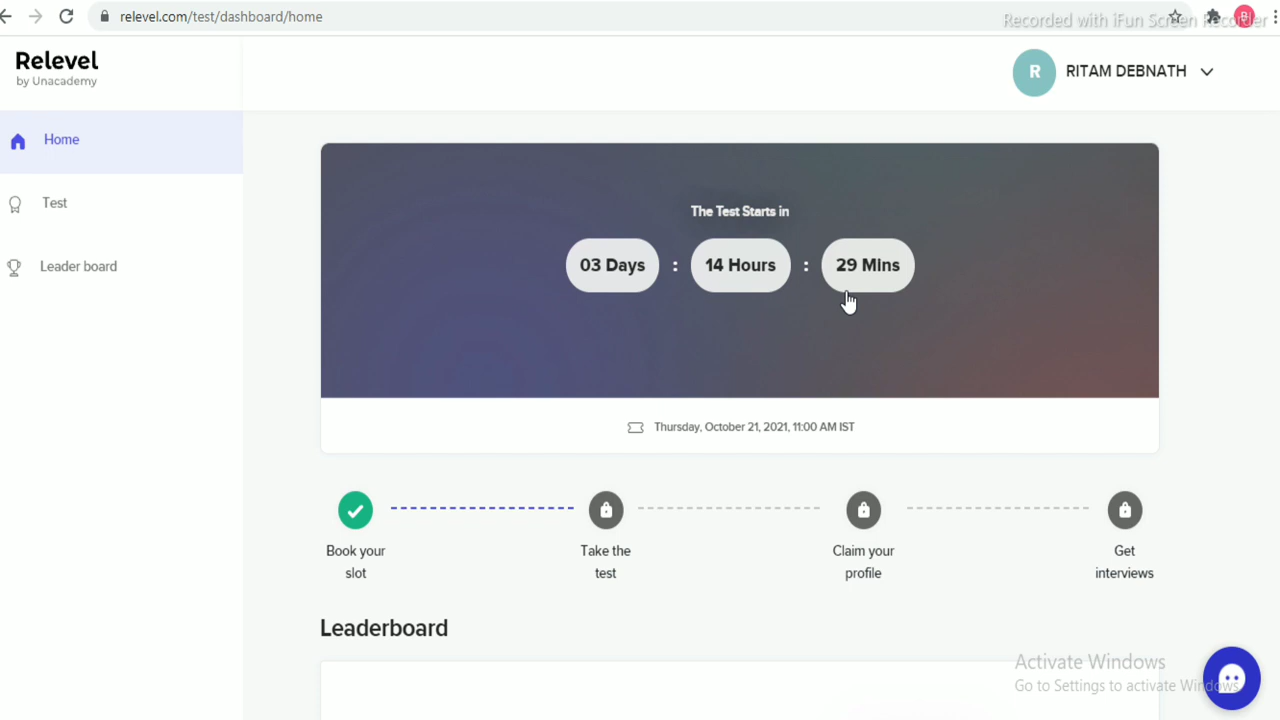 relevel.com/test/dashboard/home
Recorded with iFun Screen Recorder
Relevel
by Unacademy
R
RITAM DEBNATH
Home
Test
Leader board
The Test Starts in
03 Days : 14 Hours : 29 Mins
Thursday, October 21, 2021, 11:00 AM IST
Book your
slot
Take the
test
Claim your
profile
Get
interviews
Leaderboard
Activate Windows
Go to Settings to activate Windows.